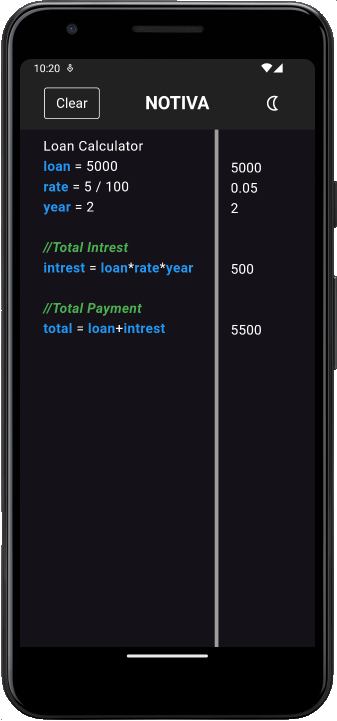 10:20
Clear NOTIVA
Loan Calculator
loan = 5000 5000
rate = 5 / 100 0.05
year = 2 2
//Total Intrest
intrest = loan*rate*year 500
//Total Payment
total = loan+intrest 5500